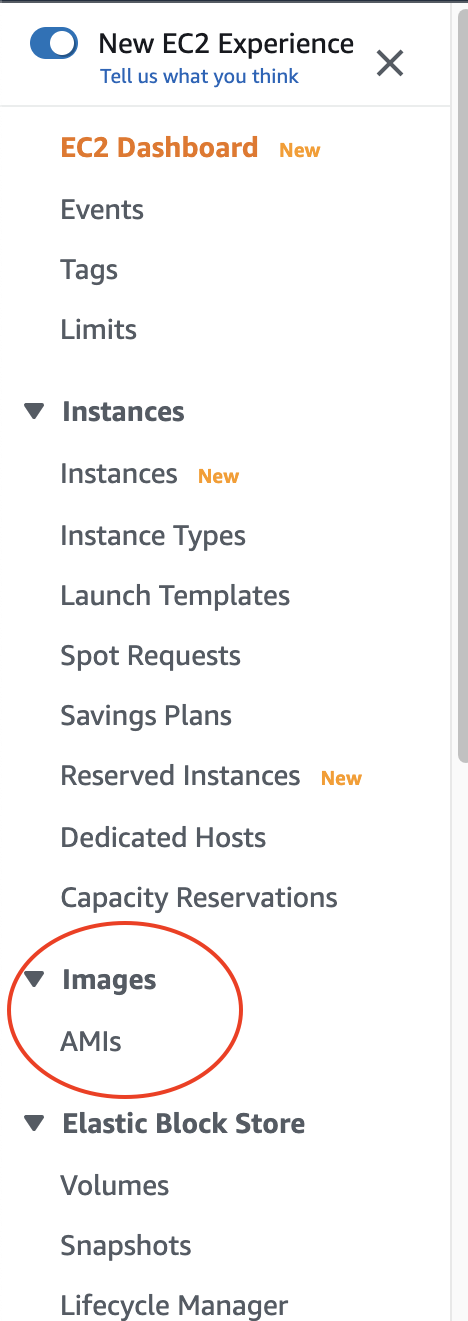 New EC2 Experience
Tell us what you think
EC2 Dashboard New
Events
Tags
Limits
Instances
Instances New
Instance Types
Launch Templates
Spot Requests
Savings Plans
Reserved Instances New
Dedicated Hosts
Capacity Reservations
Images
AMIs
Elastic Block Store
Volumes
Snapshots
Lifecycle Manager